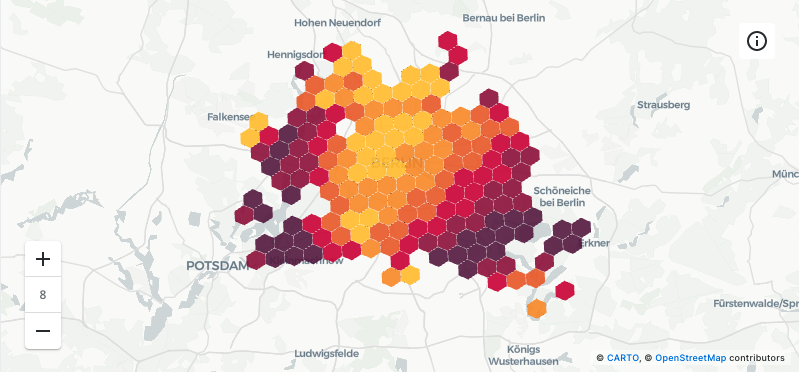 Hohen Neuendorf
Bernau bei Berlin
Hennigsdorf
Falkensee
Strausberg
BERLIN
Münc
Schöneiche
bei Berlin
Erkner
+
POTSDAM
8
−
Fürstenwalde/Spr
Ludwigsfelde
Königs
Wusterhausen
© CARTO, © OpenStreetMap contributors